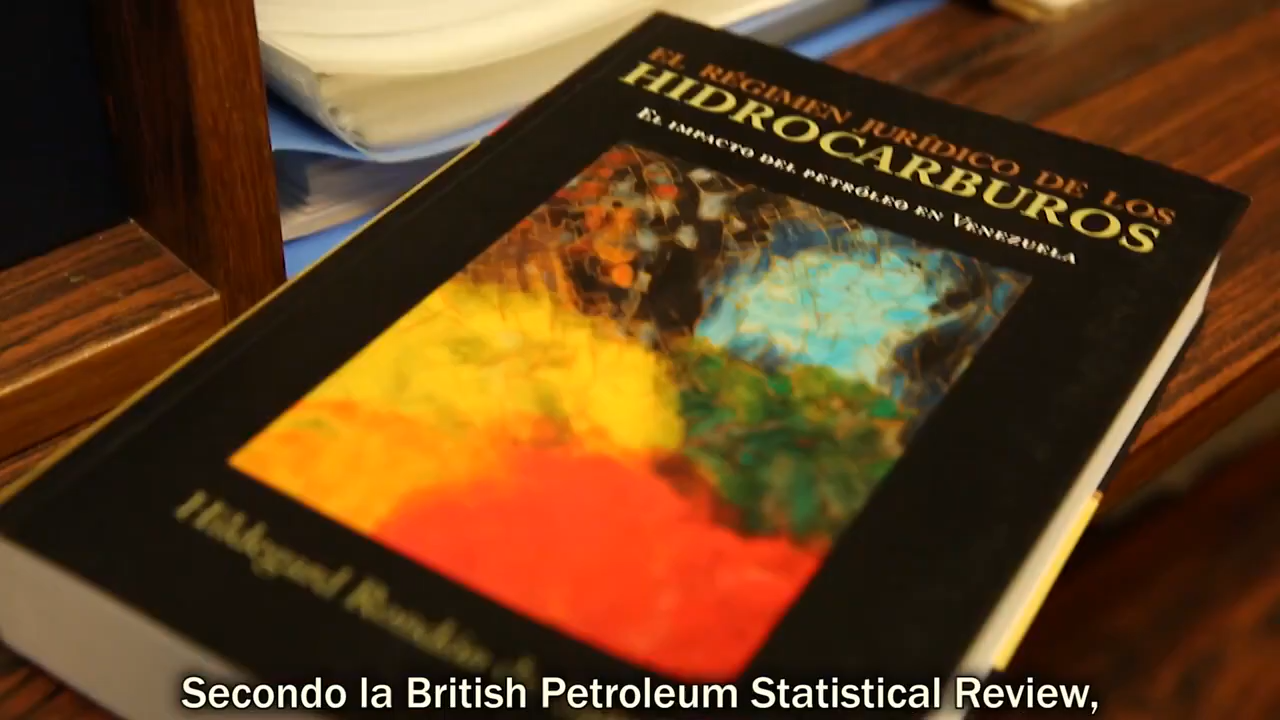 EL RÉGIMEN JURÍDICO DE LOS
HIDROCARBUROS
EL IMPACTO DEL PETRÓLEO EN VENEZUELA
Hildegard Rondón de
Secondo la British Petroleum Statistical Review,